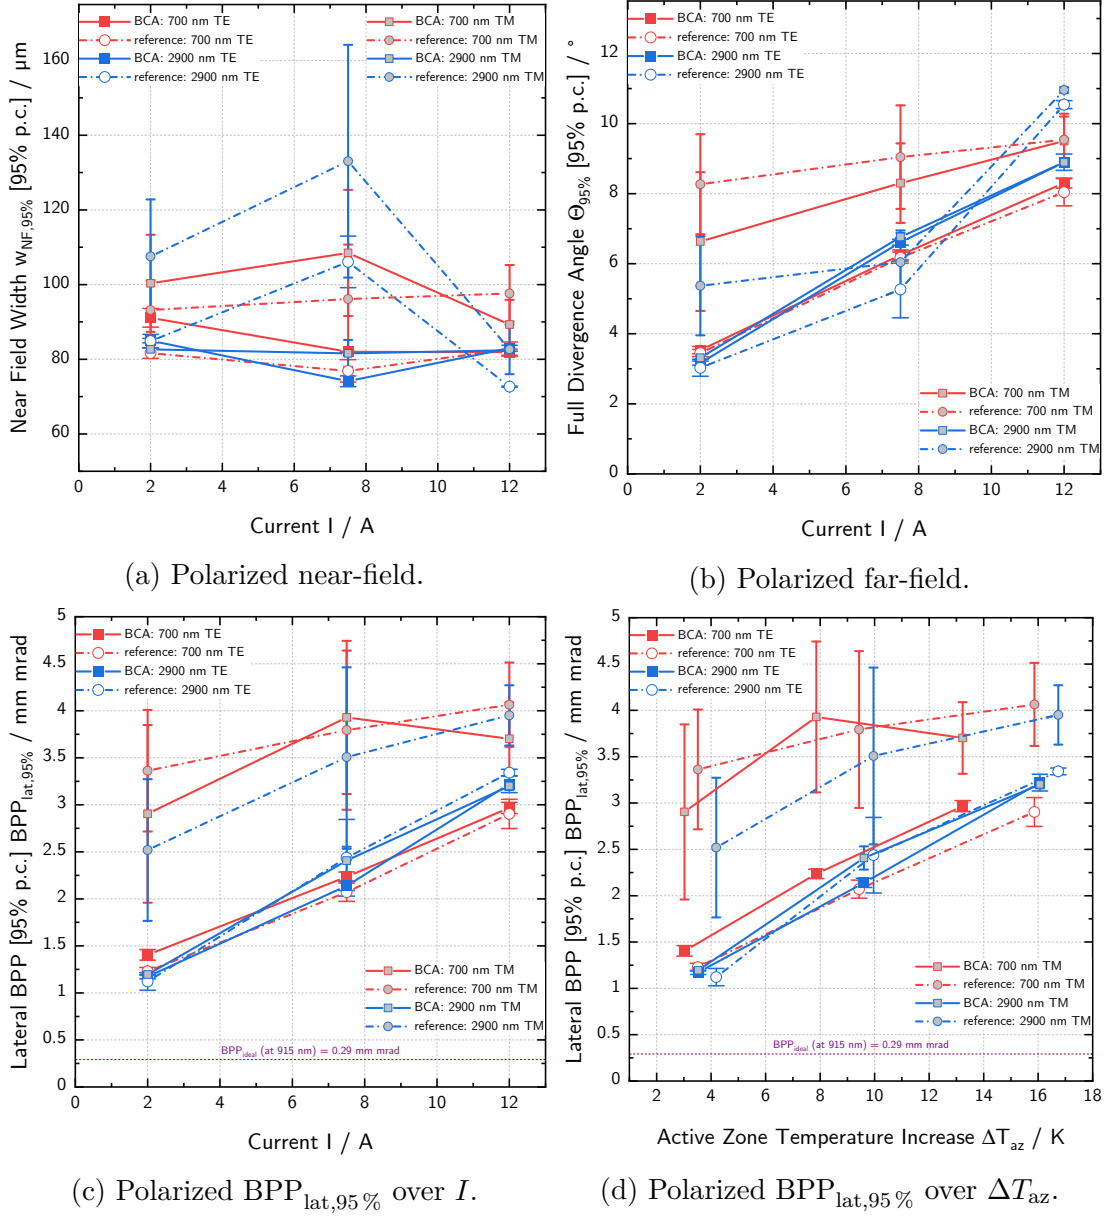 BCA: 700 nm TE
reference: 700 nm TE
BCA: 2900 nm TE
reference: 2900 nm TE
BCA: 700 nm TM
reference: 700 nm TM
BCA: 2900 nm TM
reference: 2900 nm TM
Near Field Width w_NF,95% [95% p.c.] / µm
160
140
120
100
80
60
0 2 4 6 8 10 12
Current I / A
(a) Polarized near-field.
BCA: 700 nm TE
reference: 700 nm TE
BCA: 2900 nm TE
reference: 2900 nm TE
Full Divergence Angle Θ_95% [95% p.c.] / °
12
10
8
6
4
2
0
BCA: 700 nm TM
reference: 700 nm TM
BCA: 2900 nm TM
reference: 2900 nm TM
0 2 4 6 8 10 12
Current I / A
(b) Polarized far-field.
BCA: 700 nm TE
reference: 700 nm TE
BCA: 2900 nm TE
reference: 2900 nm TE
Lateral BPP [95% p.c.] BPP_lat,95% / mm mrad
5
4.5
4
3.5
3
2.5
2
1.5
1
0.5
0
BCA: 700 nm TM
reference: 700 nm TM
BCA: 2900 nm TM
reference: 2900 nm TM
BPP_ideal (at 915 nm) = 0.29 mm mrad
0 2 4 6 8 10 12
Current I / A
(c) Polarized BPP_lat,95 % over I.
BCA: 700 nm TE
reference: 700 nm TE
BCA: 2900 nm TE
reference: 2900 nm TE
Lateral BPP [95% p.c.] BPP_lat,95% / mm mrad
5
4.5
4
3.5
3
2.5
2
1.5
1
0.5
0
BCA: 700 nm TM
reference: 700 nm TM
BCA: 2900 nm TM
reference: 2900 nm TM
BPP_ideal (at 915 nm) = 0.29 mm mrad
2 4 6 8 10 12 14 16 18
Active Zone Temperature Increase ΔT_az / K
(d) Polarized BPP_lat,95 % over ΔT_az.